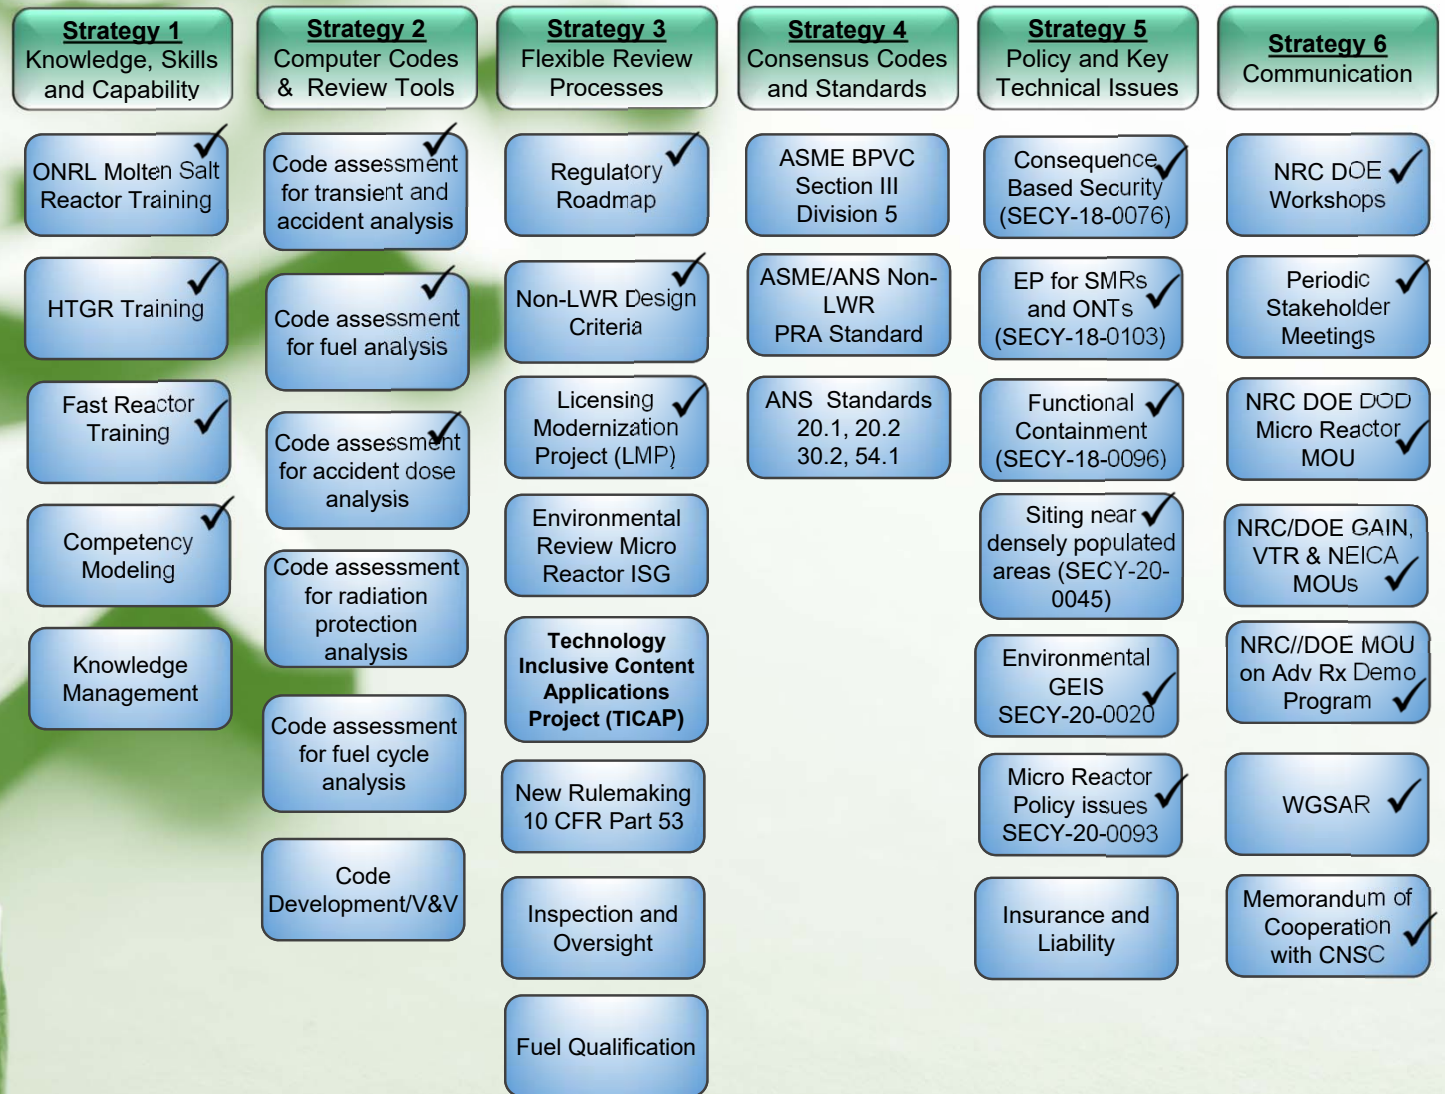 Strategy 1
Knowledge, Skills
and Capability
ONRL Molten Salt
Reactor Training
HTGR Training
Fast Reactor
Training
Competency
Modeling
Knowledge
Management
Strategy 2
Computer Codes
& Review Tools
Code assessment
for transient and
accident analysis
Code assessment
for fuel analysis
Code assessment
for accident dose
analysis
Code assessment
for radiation
protection
analysis
Code assessment
for fuel cycle
analysis
Code
Development/V&V
Strategy 3
Flexible Review
Processes
Regulatory
Roadmap
Non-LWR Design
Criteria
Licensing
Modernization
Project (LMP)
Environmental
Review Micro
Reactor ISG
Technology
Inclusive Content
Applications
Project (TICAP)
New Rulemaking
10 CFR Part 53
Inspection and
Oversight
Fuel Qualification
Strategy 4
Consensus Codes
and Standards
ASME BPVC
Section III
Division 5
ASME/ANS Non-
LWR
PRA Standard
ANS Standards
20.1, 20.2
30.2, 54.1
Strategy 5
Policy and Key
Technical Issues
Consequence
Based Security
(SECY-18-0076)
EP for SMRs
and ONTs
(SECY-18-0103)
Functional
Containment
(SECY-18-0096)
Siting near
densely populated
areas (SECY-20-
0045)
Environmental
GEIS
SECY-20-0020
Micro Reactor
Policy issues
SECY-20-0093
Insurance and
Liability
Strategy 6
Communication
NRC DOE
Workshops
Periodic
Stakeholder
Meetings
NRC DOE DOD
Micro Reactor
MOU
NRC/DOE GAIN,
VTR & NEICA
MOUs
NRC//DOE MOU
on Adv Rx Demo
Program
WGSAR
Memorandum of
Cooperation
with CNSC